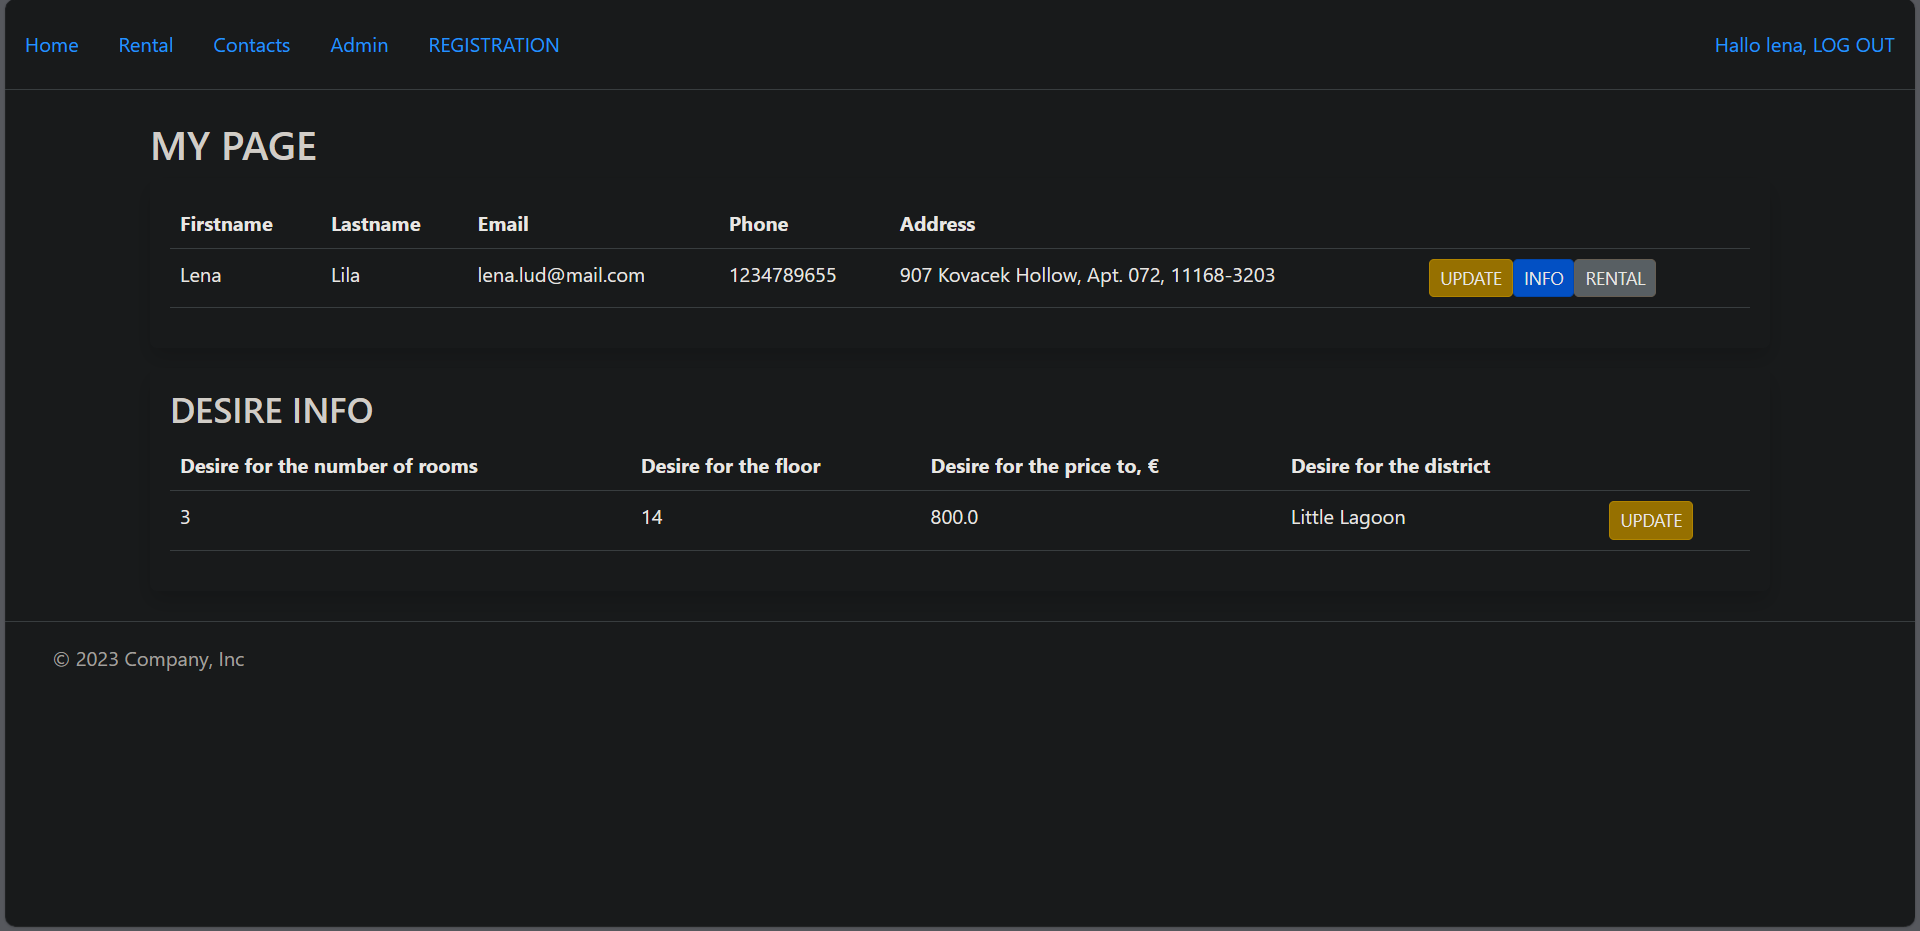 Home Rental Contacts Admin REGISTRATION Hallo lena, LOG OUT
MY PAGE
Firstname Lastname Email Phone Address
Lena Lila lena.lud@mail.com 1234789655 907 Kovacek Hollow, Apt. 072, 11168-3203 UPDATE INFO RENTAL
DESIRE INFO
Desire for the number of rooms Desire for the floor Desire for the price to, € Desire for the district
3 14 800.0 Little Lagoon UPDATE
© 2023 Company, Inc